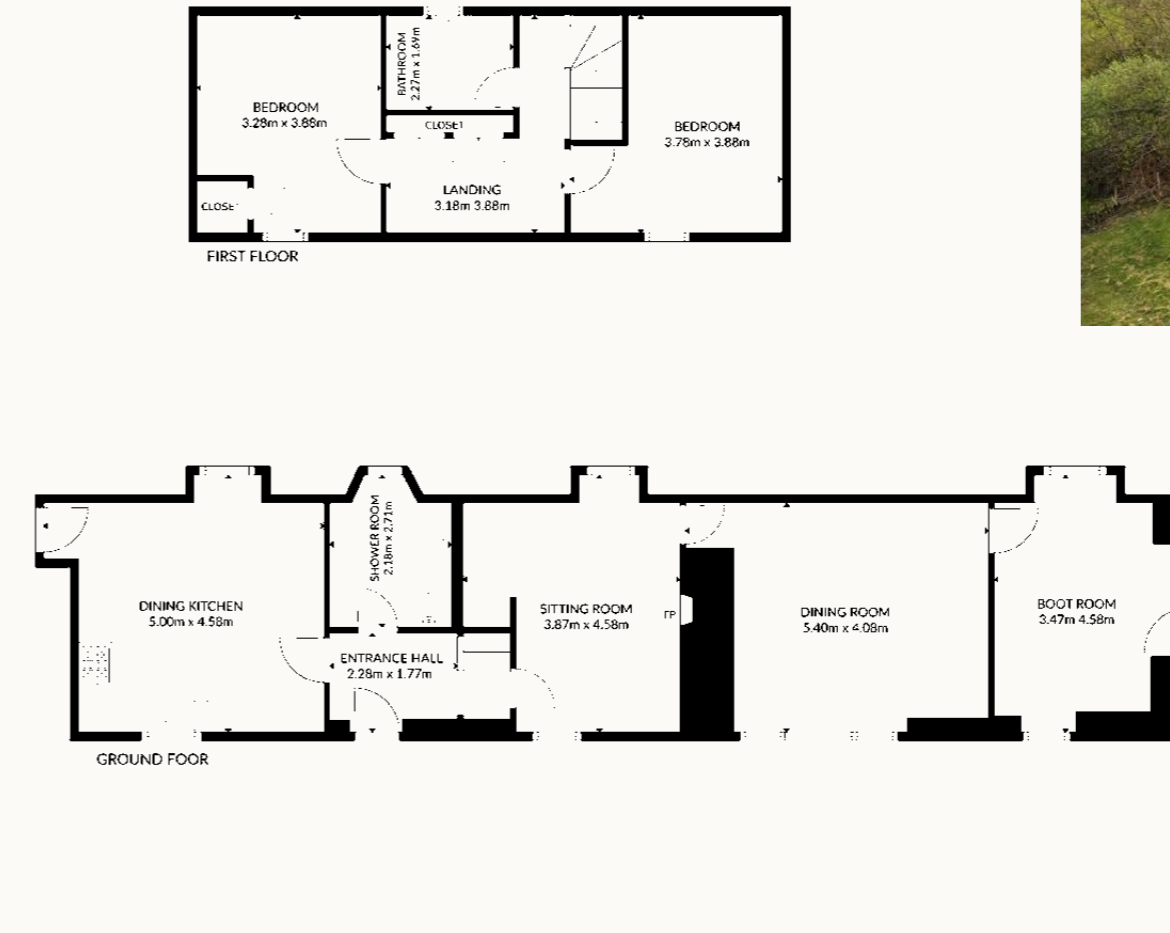 BATHROOM
2.27m x 1.69m
BEDROOM
3.28m x 3.88m
CLOSET
BEDROOM
3.78m x 3.88m
LANDING
3.18m 3.88m
CLOSET
FIRST FLOOR
SHOWER ROOM
2.18m x 2.71m
DINING KITCHEN
5.00m x 4.58m
SITTING ROOM
3.87m x 4.58m
FP
DINING ROOM
5.40m x 4.08m
BOOT ROOM
3.47m 4.58m
ENTRANCE HALL
2.28m x 1.77m
GROUND FOOR